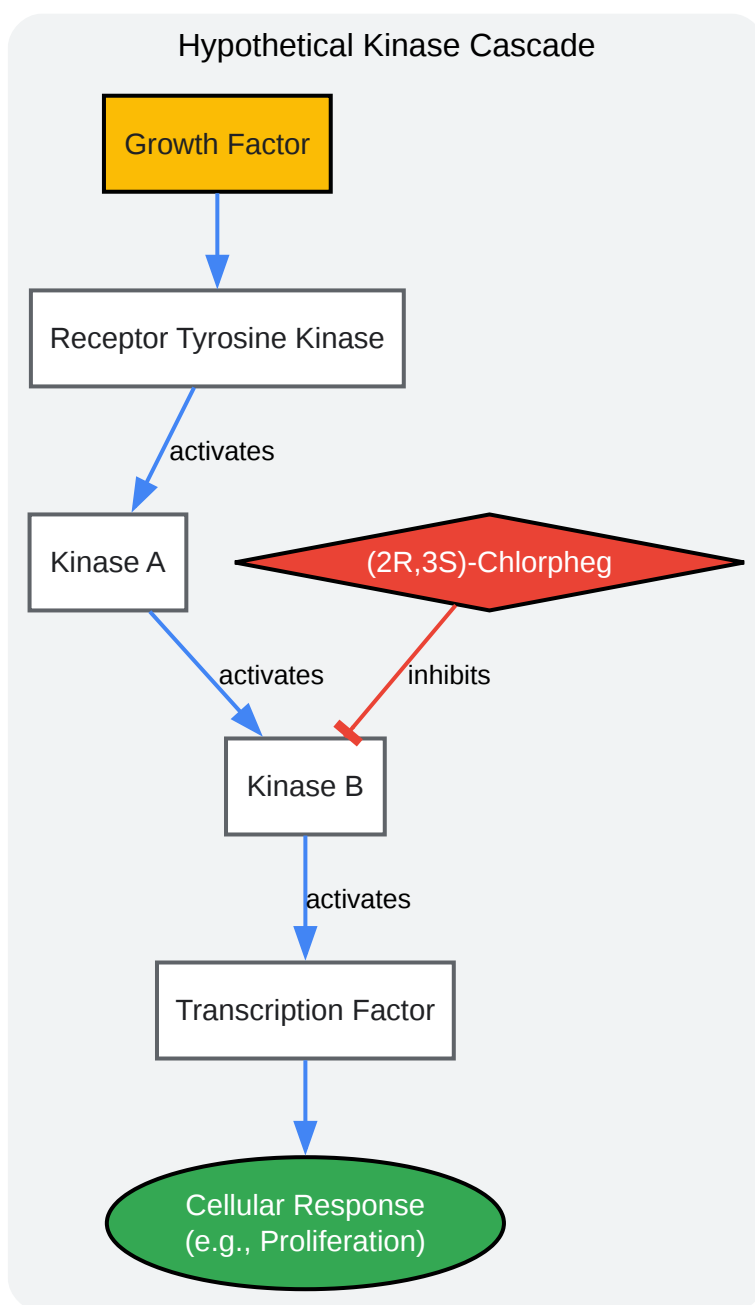 Hypothetical Kinase Cascade
Growth Factor
Receptor Tyrosine Kinase
activates
Kinase A
(2R,3S)-Chlorpheg
activates
inhibits
Kinase B
activates
Transcription Factor
Cellular Response
(e.g., Proliferation)